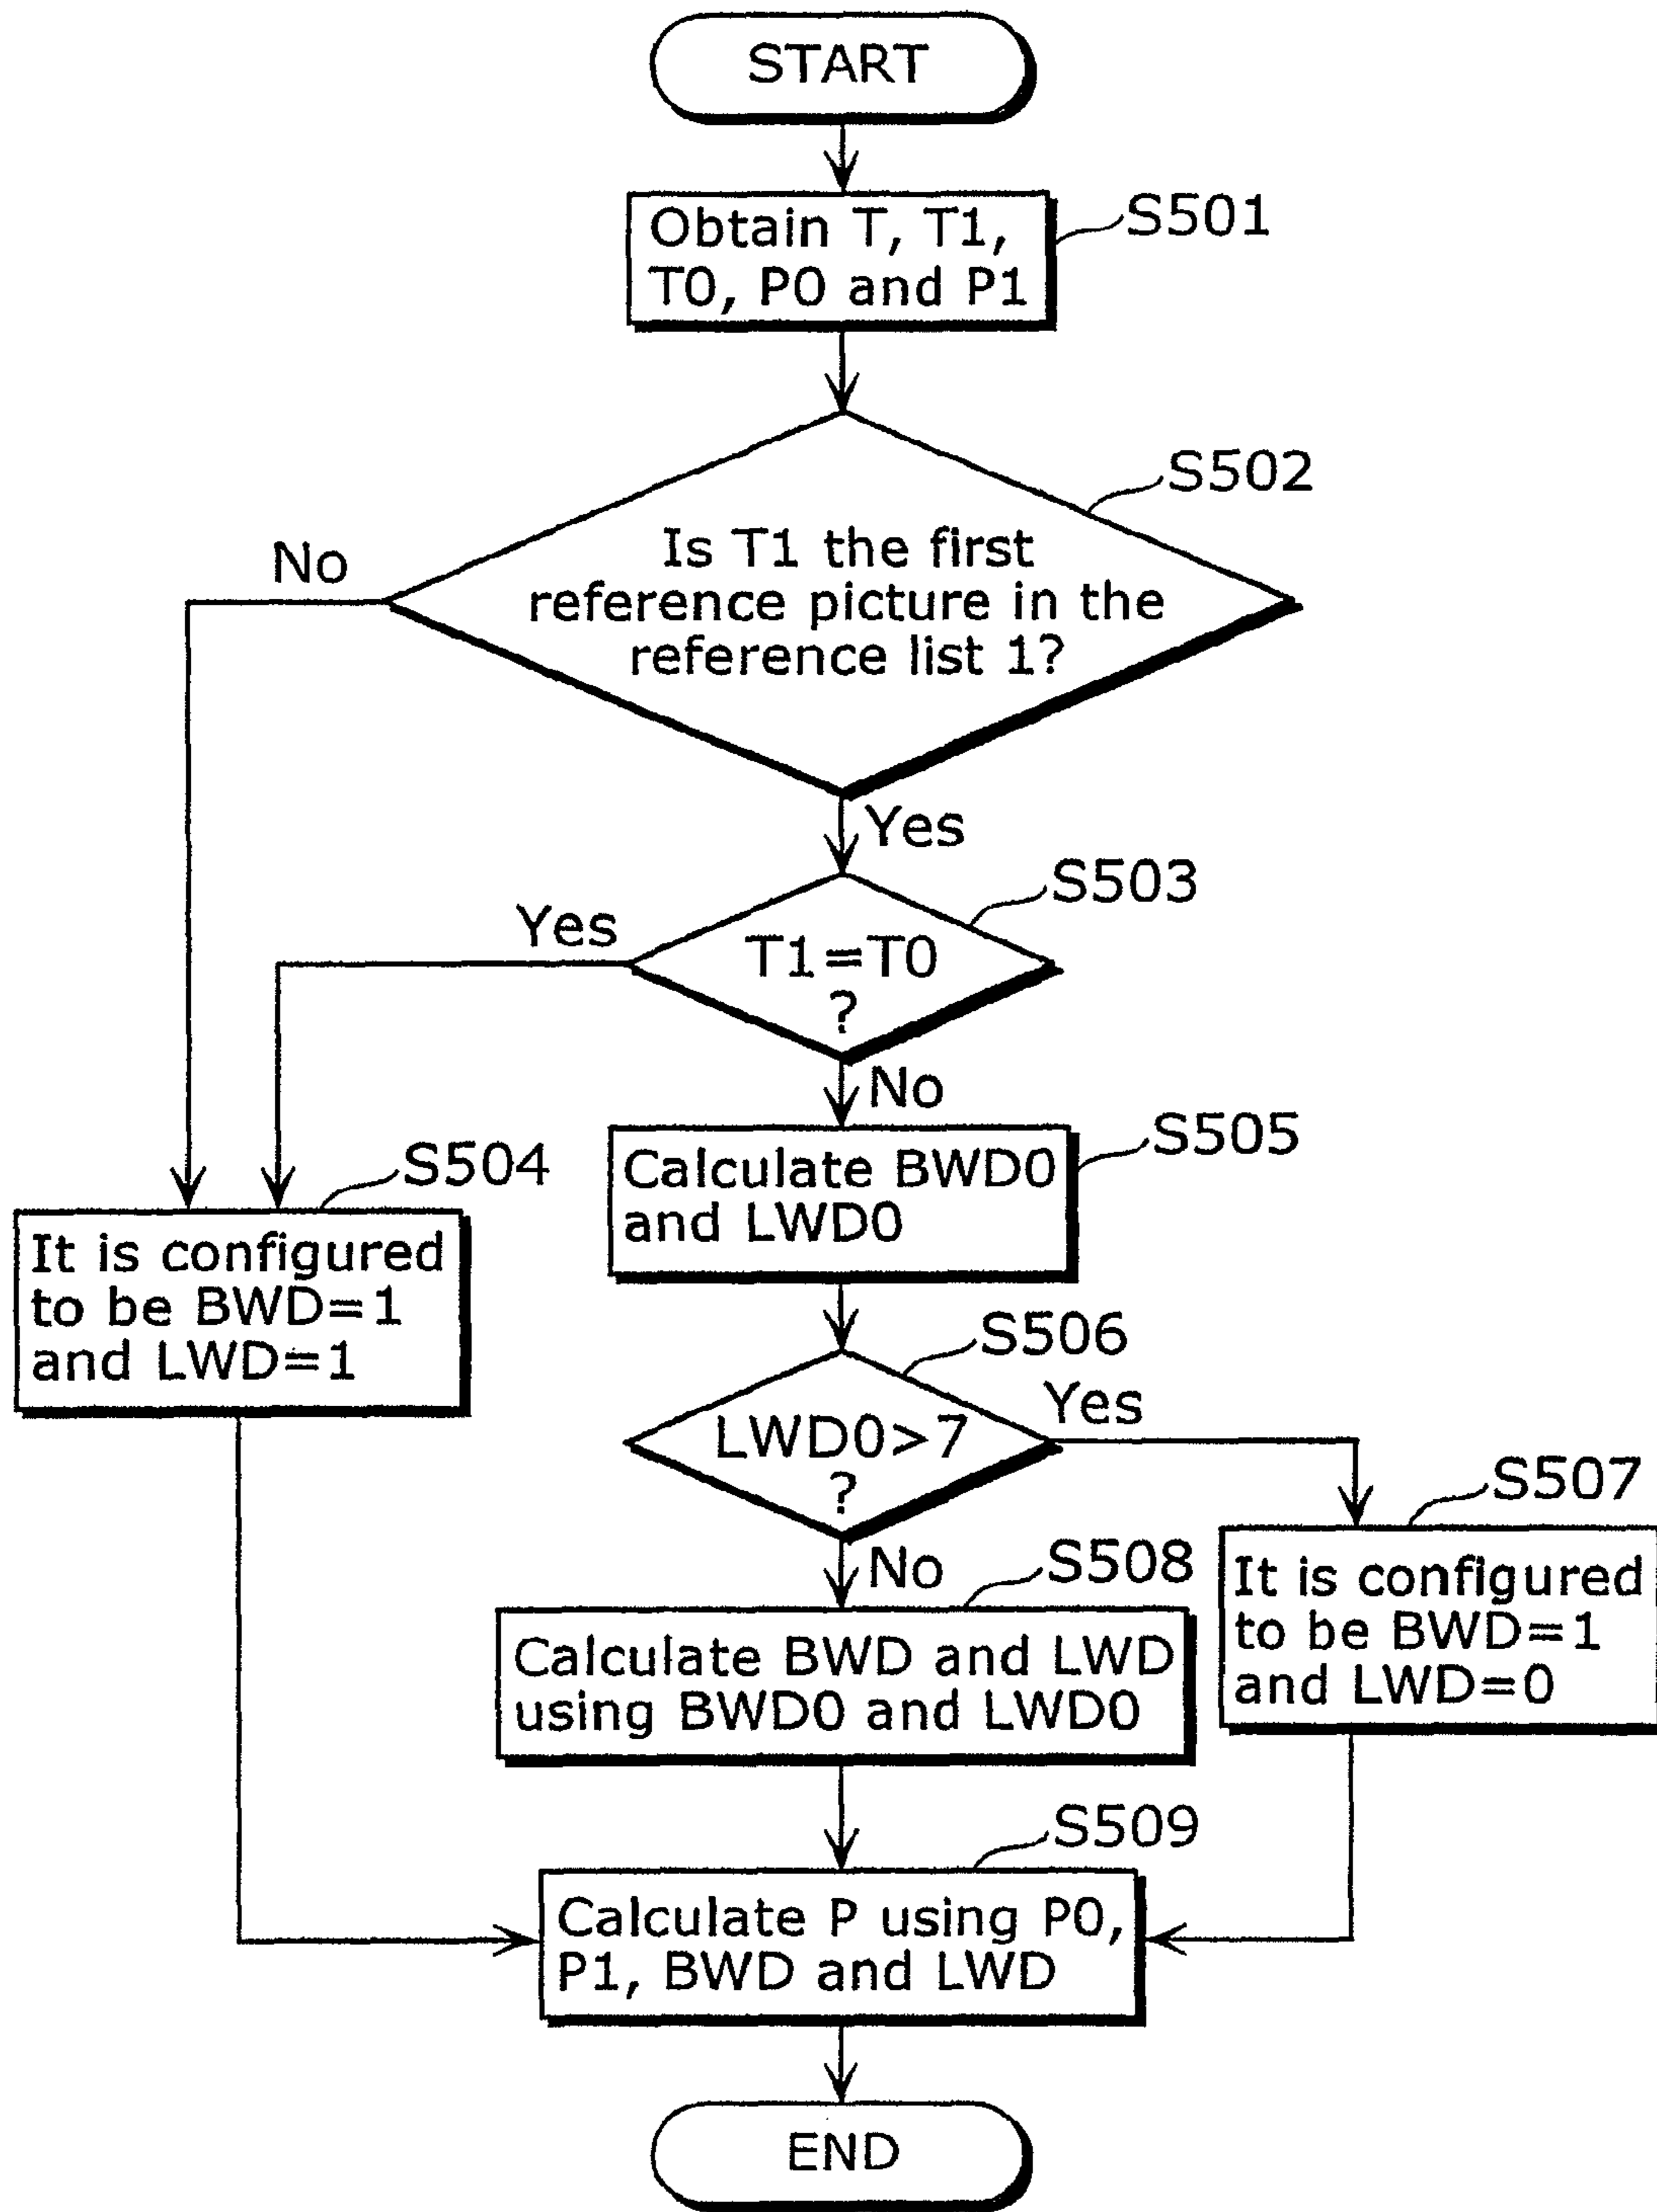 START
S501
Obtain T, T1,
T0, P0 and P1
S502
Is T1 the first
reference picture in the
reference list 1?
No
Yes
S503
T1=T0
?
Yes
No
S504
It is configured
to be BWD=1
and LWD=1
S505
Calculate BWD0
and LWD0
S506
LWD0>7
?
Yes
No
S507
It is configured
to be BWD=1
and LWD=0
S508
Calculate BWD and LWD
using BWD0 and LWD0
S509
Calculate P using P0,
P1, BWD and LWD
END